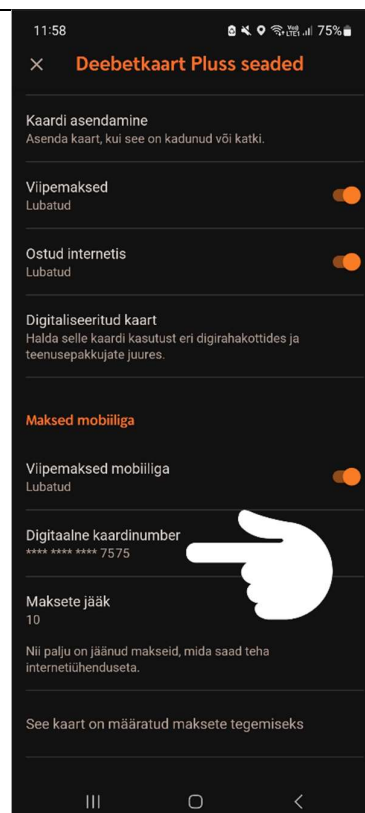 11:58
75%
Deebetkaart Pluss seaded
Kaardi asendamine
Asenda kaart, kui see on kadunud või katki.
Viipemaksed
Lubatud
Ostud internetis
Lubatud
Digitaliseeritud kaart
Halda selle kaardi kasutust eri digirahakottides ja
teenusepakkujate juures.
Maksed mobiiliga
Viipemaksed mobiiliga
Lubatud
Digitaalne kaardinumber
**** **** **** 7575
Maksete jääk
10
Nii palju on jäänud makseid, mida saad teha
internetiühenduseta.
See kaart on määratud maksete tegemiseks